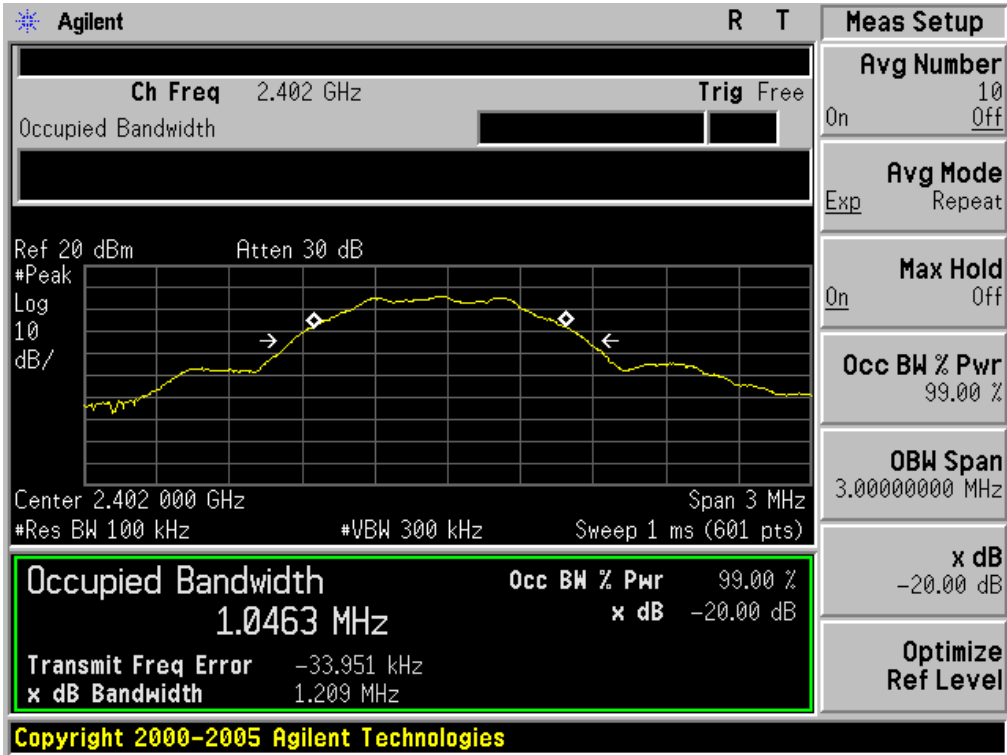 Agilent R T
Ch Freq 2.402 GHz Trig Free
Occupied Bandwidth
Ref 20 dBm Atten 30 dB
#Peak
Log
10
dB/
Center 2.402 000 GHz Span 3 MHz
#Res BW 100 kHz #VBW 300 kHz Sweep 1 ms (601 pts)
Occupied Bandwidth Occ BW % Pwr 99.00 %
1.0463 MHz x dB -20.00 dB
Transmit Freq Error -33.951 kHz
x dB Bandwidth 1.209 MHz
Copyright 2000-2005 Agilent Technologies
Meas Setup
Avg Number
10
On Off
Avg Mode
Exp Repeat
Max Hold
On Off
Occ BW % Pwr
99.00 %
OBW Span
3.00000000 MHz
x dB
-20.00 dB
Optimize
Ref Level